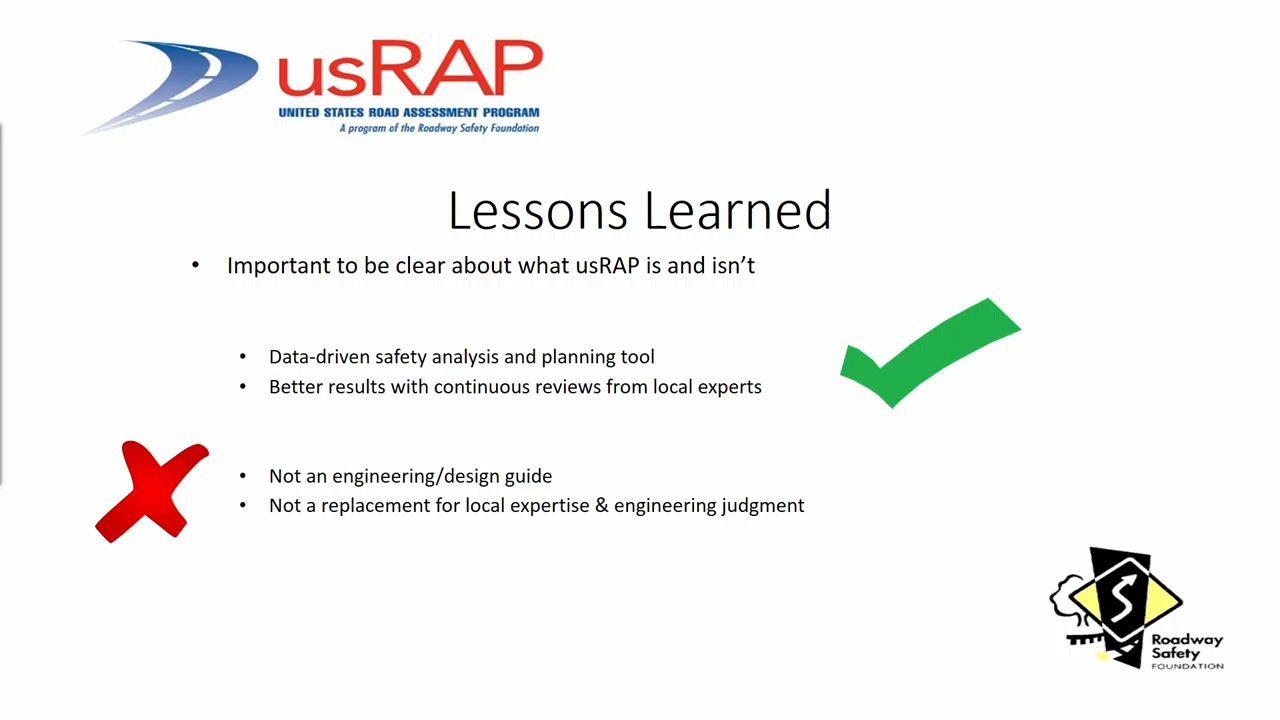 usRAP
UNITED STATES ROAD ASSESSMENT PROGRAM
A program of the Roadway Safety Foundation
Lessons Learned
• Important to be clear about what usRAP is and isn't
• Data-driven safety analysis and planning tool
• Better results with continuous reviews from local experts
• Not an engineering/design guide
• Not a replacement for local expertise & engineering judgment
Roadway
Safety
FOUNDATION